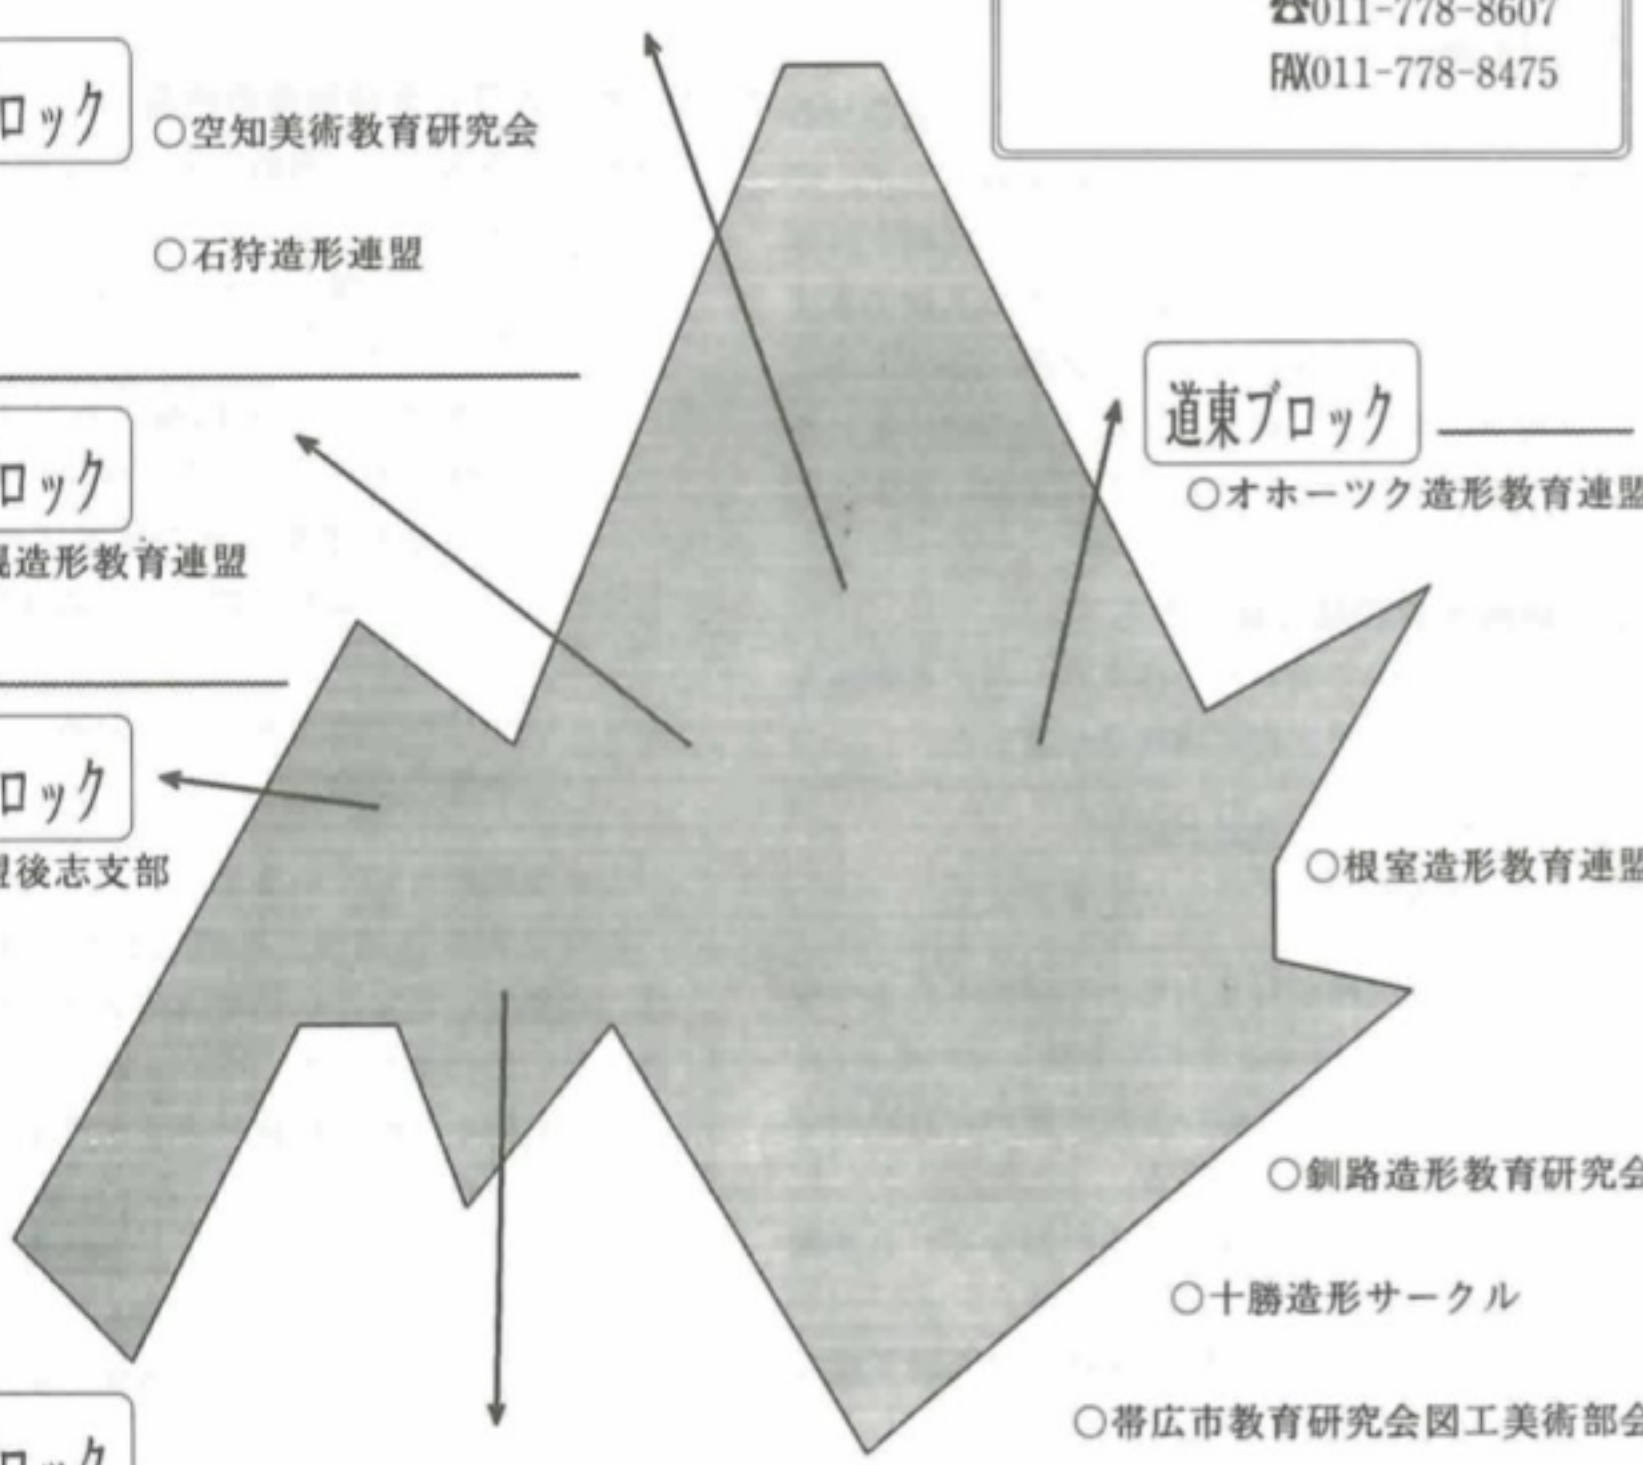 ☎011-778-8607
FAX011-778-8475
ロック
○空知美術教育研究会
○石狩造形連盟
道東ブロック
○オホーツク造形教育連盟
ロック
造形教育連盟
ロック
後志支部
○根室造形教育連盟
○釧路造形教育研究会
○十勝造形サークル
○帯広市教育研究会図工美術部会
ロック